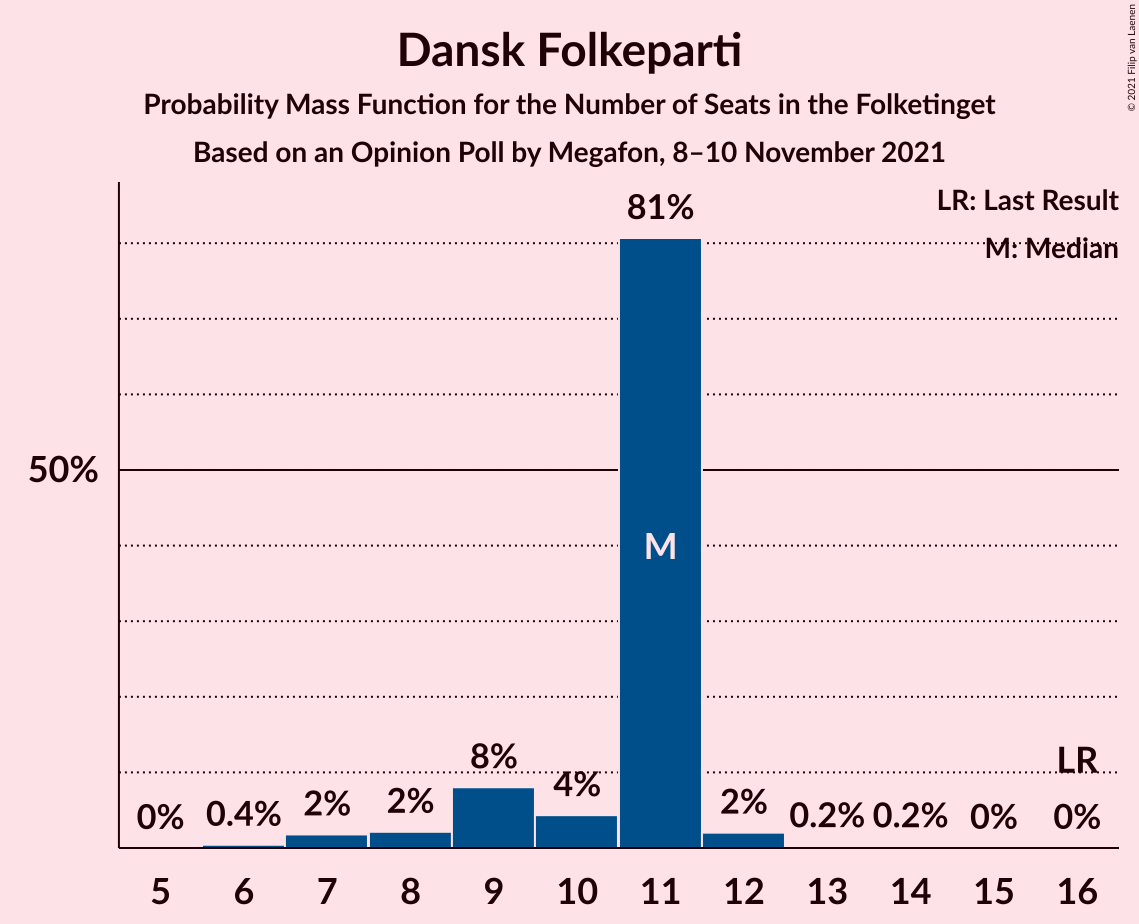 Dansk Folkeparti
Probability Mass Function for the Number of Seats in the Folketinget
Based on an Opinion Poll by Megafon, 8–10 November 2021
© 2021 Filip van Laenen
LR: Last Result
M: Median
81%
50%
M
LR
0% 0.4% 2% 2% 8% 4% 2% 0.2% 0.2% 0% 0%
5 6 7 8 9 10 11 12 13 14 15 16